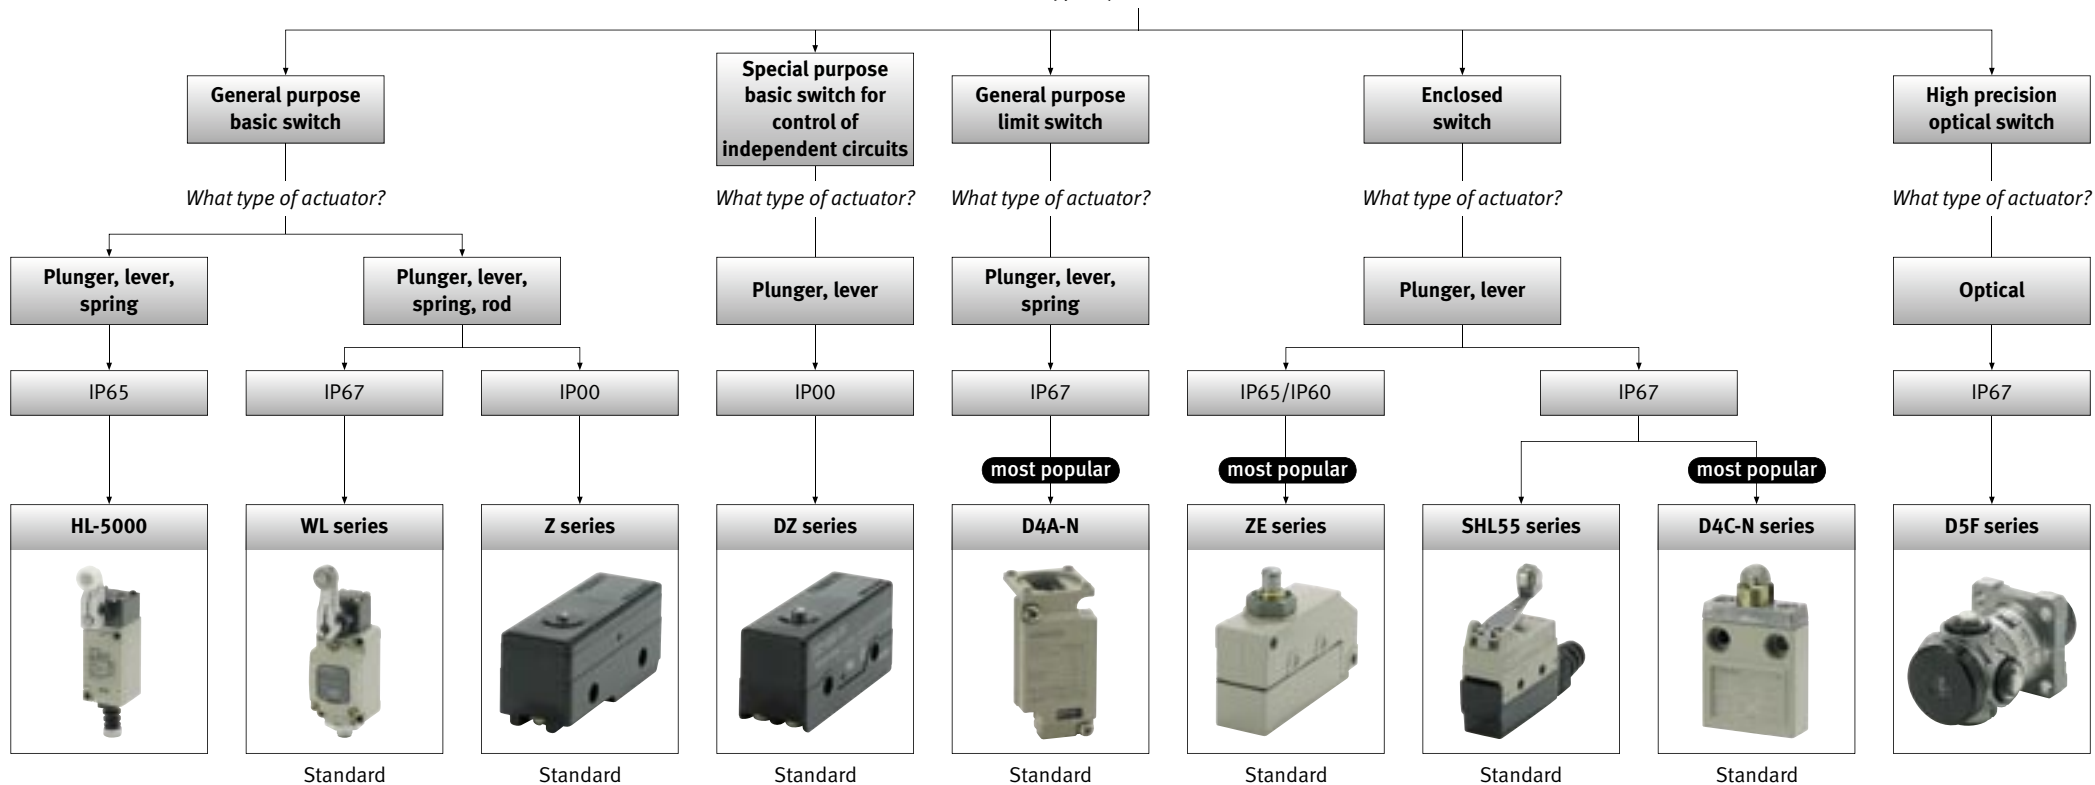 General purpose
basic switch
Special purpose
basic switch for
control of
independent circuits
General purpose
limit switch
Enclosed
switch
High precision
optical switch
What type of actuator?
What type of actuator?
What type of actuator?
What type of actuator?
What type of actuator?
Plunger, lever,
spring
Plunger, lever,
spring, rod
Plunger, lever
Plunger, lever,
spring
Plunger, lever
Optical
IP65
IP67
IP00
IP00
IP67
IP65/IP60
IP67
IP67
most popular
most popular
most popular
HL-5000
WL series
Z series
DZ series
D4A-N
ZE series
SHL55 series
D4C-N series
D5F series
Standard
Standard
Standard
Standard
Standard
Standard
Standard